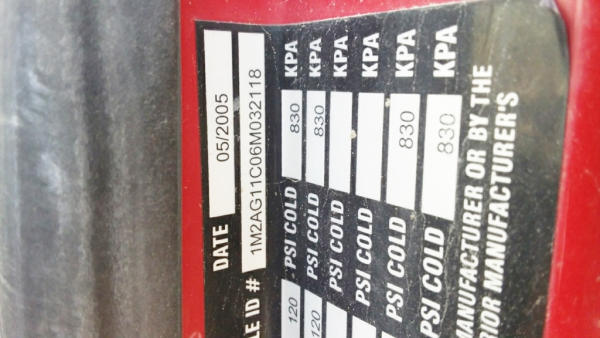 DATE 05/2005
LE ID # 1M2AG11C06M032118
120 PSI COLD 830 KPA
120 PSI COLD 830 KPA
PSI COLD KPA
PSI COLD KPA
PSI COLD 830 KPA
PSI COLD 830 KPA
MANUFACTURER OR BY THE
RIOR MANUFACTURER'S